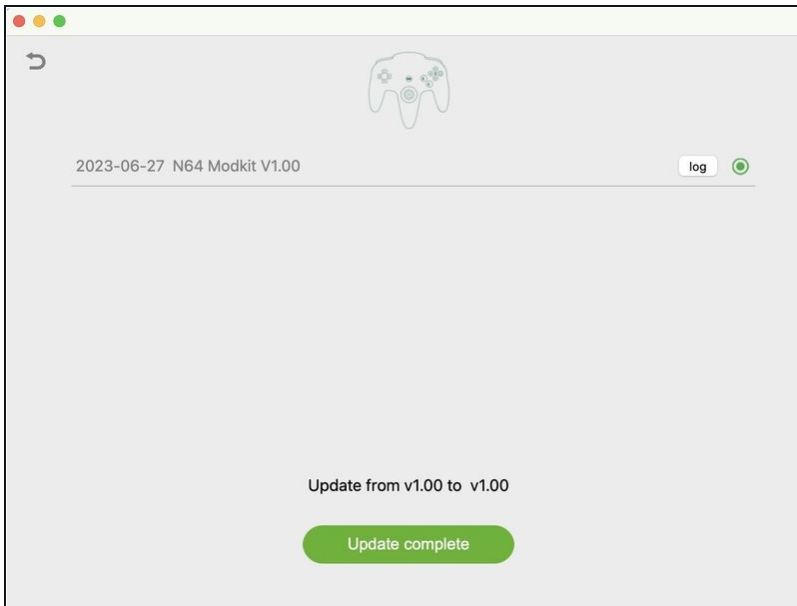 2023-06-27 N64 Modkit V1.00 log
Update from v1.00 to v1.00
Update complete